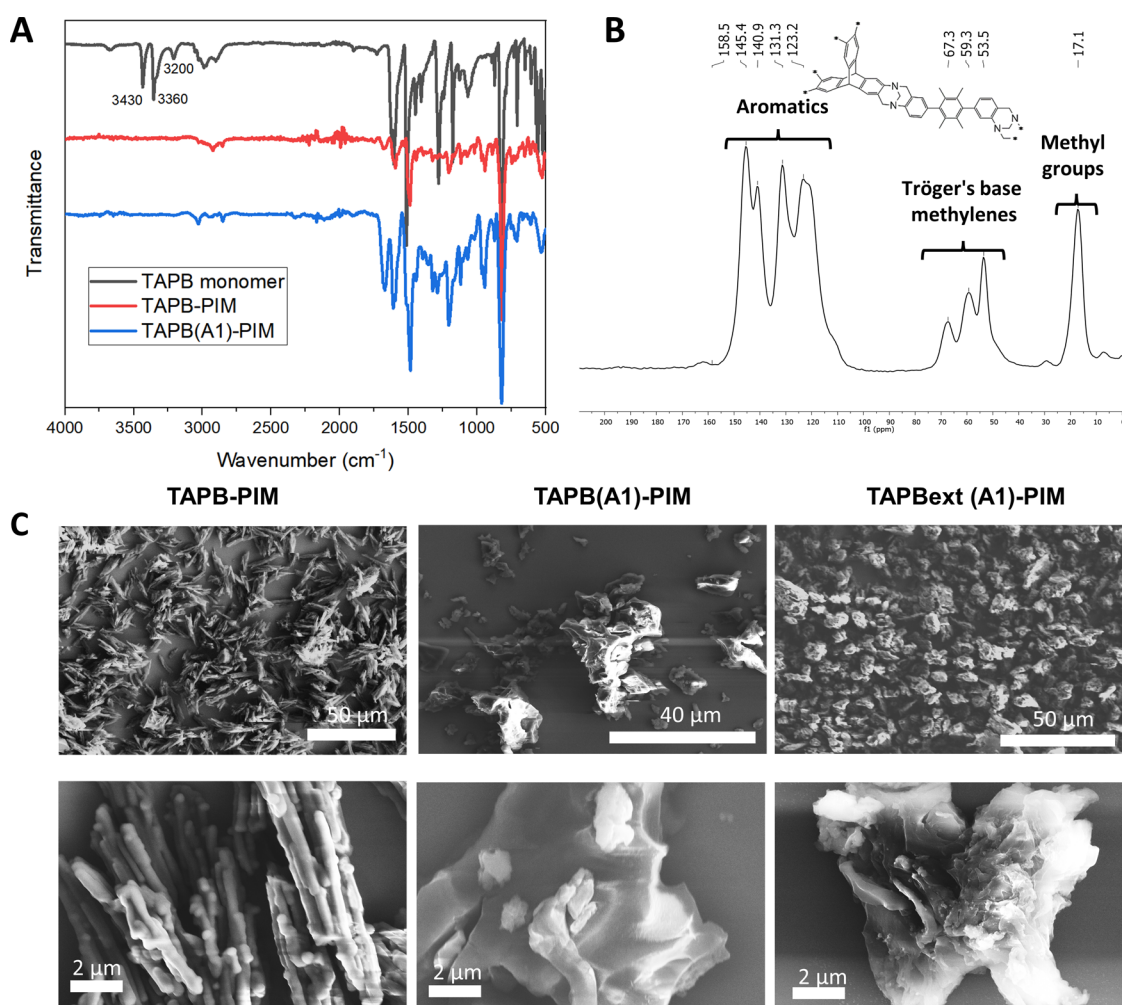 A
3430
3360
3200
Transmittance
TAPB monomer
TAPB-PIM
TAPB(A1)-PIM
4000 3500 3000 2500 2000 1500 1000 500
Wavenumber (cm⁻¹)
B
158.5
145.4
140.9
131.3
123.2
67.3
59.3
53.5
17.1
N
N
N
N
Aromatics
Tröger's base
methylenes
Methyl
groups
210 200 190 180 170 160 150 140 130 120 110 100 90 80 70 60 50 40 30 20 10 0
f1 (ppm)
C
TAPB-PIM
TAPB(A1)-PIM
TAPBext (A1)-PIM
50 µm
40 µm
50 µm
2 µm
2 µm
2 µm